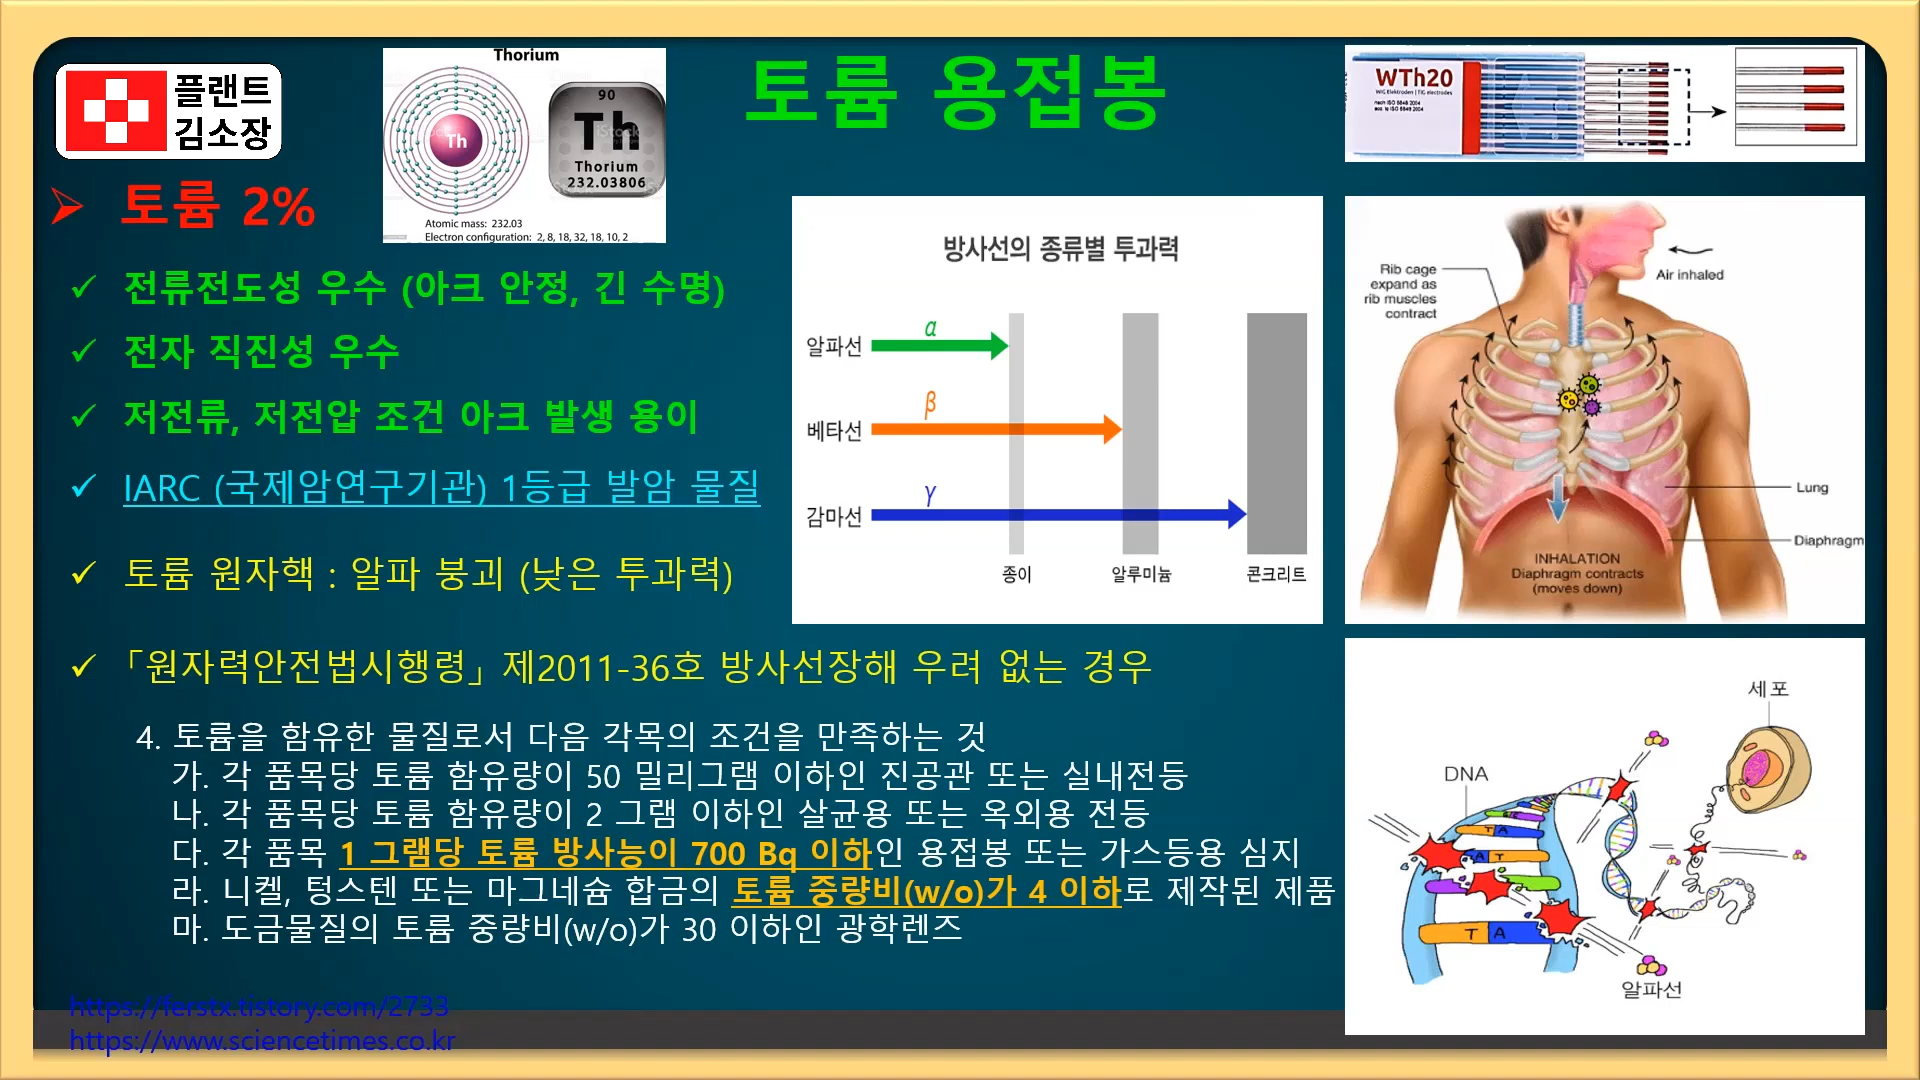 플랜트
김소장
Thorium
Th
90
Th
Thorium
232.03806
Atomic mass: 232.03
Electron configuration: 2, 8, 18, 32, 18, 10, 2
토륨 용접봉
WTh20
WIG Elektroden | TIG electrodes
토륨 2%
전류전도성 우수 (아크 안정, 긴 수명)
전자 직진성 우수
저전류, 저전압 조건 아크 발생 용이
IARC (국제암연구기관) 1등급 발암 물질
토륨 원자핵 : 알파 붕괴 (낮은 투과력)
「원자력안전법시행령」 제2011-36호 방사선장해 우려 없는 경우
4. 토륨을 함유한 물질로서 다음 각목의 조건을 만족하는 것
가. 각 품목당 토륨 함유량이 50 밀리그램 이하인 진공관 또는 실내전등
나. 각 품목당 토륨 함유량이 2 그램 이하인 살균용 또는 옥외용 전등
다. 각 품목 1 그램당 토륨 방사능이 700 Bq 이하인 용접봉 또는 가스등용 심지
라. 니켈, 텅스텐 또는 마그네슘 합금의 토륨 중량비(w/o)가 4 이하로 제작된 제품
마. 도금물질의 토륨 중량비(w/o)가 30 이하인 광학렌즈
https://ferstx.tistory.com/2733
https://www.sciencetimes.co.kr
방사선의 종류별 투과력
알파선
α
베타선
β
감마선
γ
종이
알루미늄
콘크리트
Rib cage
expand as
rib muscles
contract
Air inhaled
Lung
Diaphragm
INHALATION
Diaphragm contracts
(moves down)
세포
DNA
T A
A T
T A
알파선